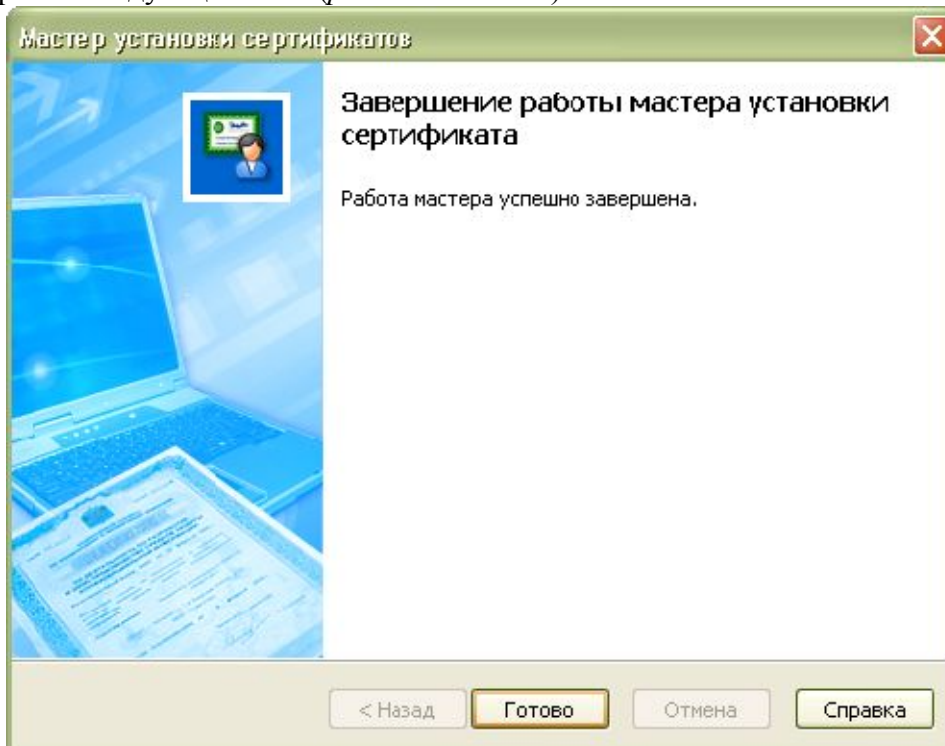 Мастер установки сертификатов
Завершение работы мастера установки
сертификата
Работа мастера успешно завершена.
< Назад
Готово
Отмена
Справка